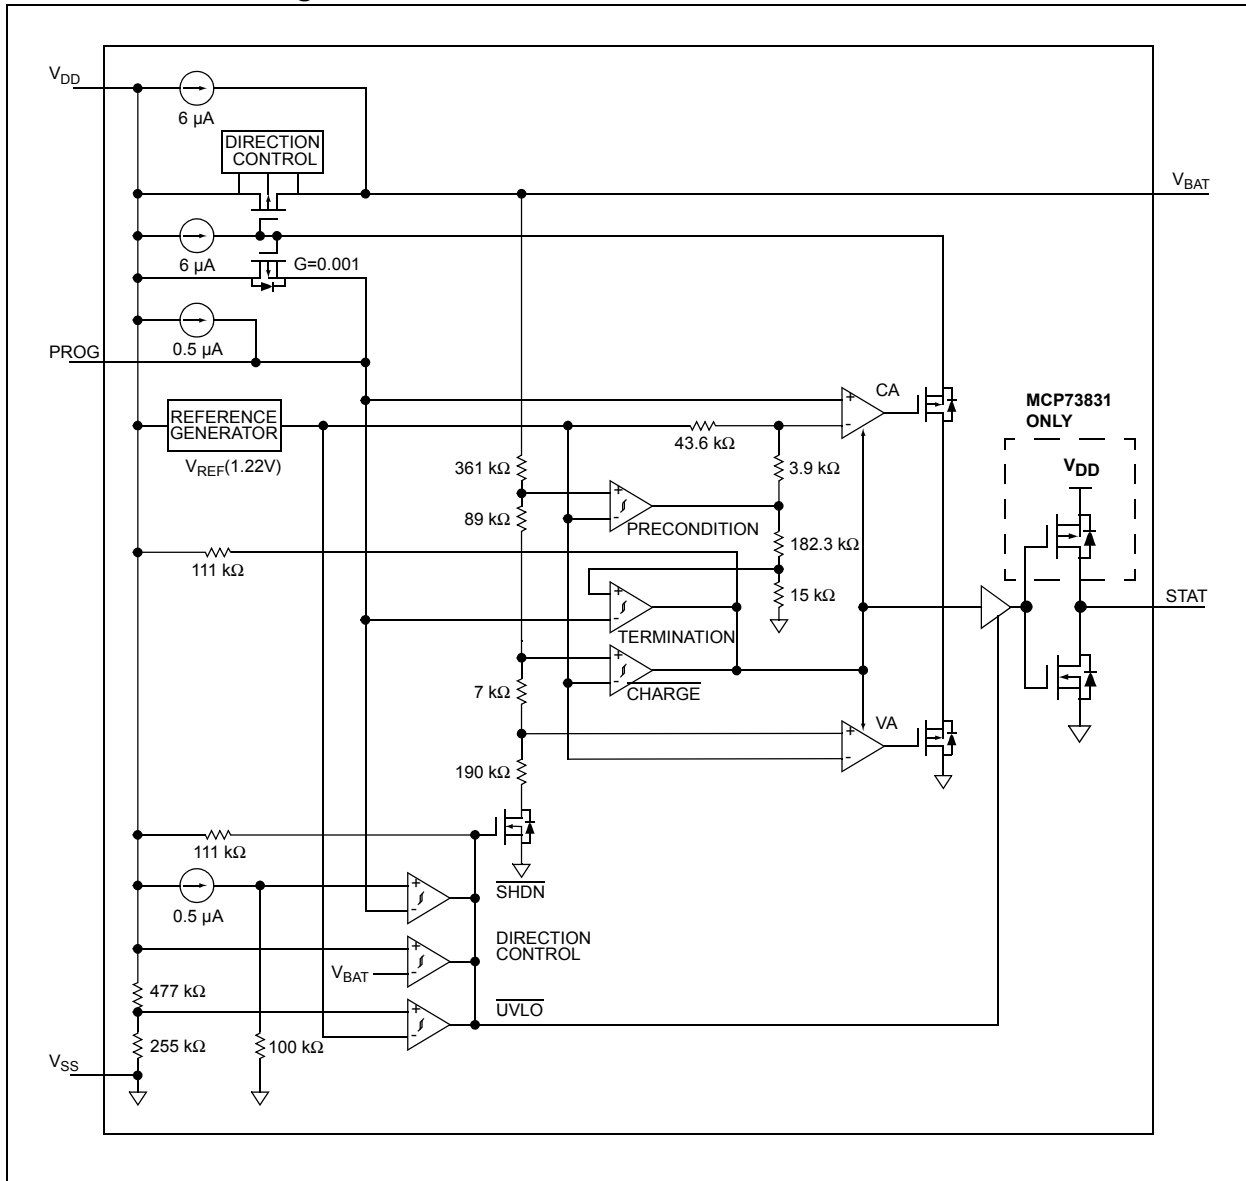 V_DD
6 µA
DIRECTION
CONTROL
V_BAT
6 µA
G=0.001
0.5 µA
PROG
REFERENCE
GENERATOR
V_REF(1.22V)
CA
43.6 kΩ
MCP73831
ONLY
V_DD
361 kΩ
3.9 kΩ
89 kΩ
PRECONDITION
182.3 kΩ
111 kΩ
15 kΩ
STAT
TERMINATION
7 kΩ
CHARGE
VA
190 kΩ
111 kΩ
SHDN
0.5 µA
DIRECTION
CONTROL
V_BAT
477 kΩ
UVLO
255 kΩ
100 kΩ
V_SS
+
-
+
-
+
-
+
-
+
-
+
-
+
-
+
-